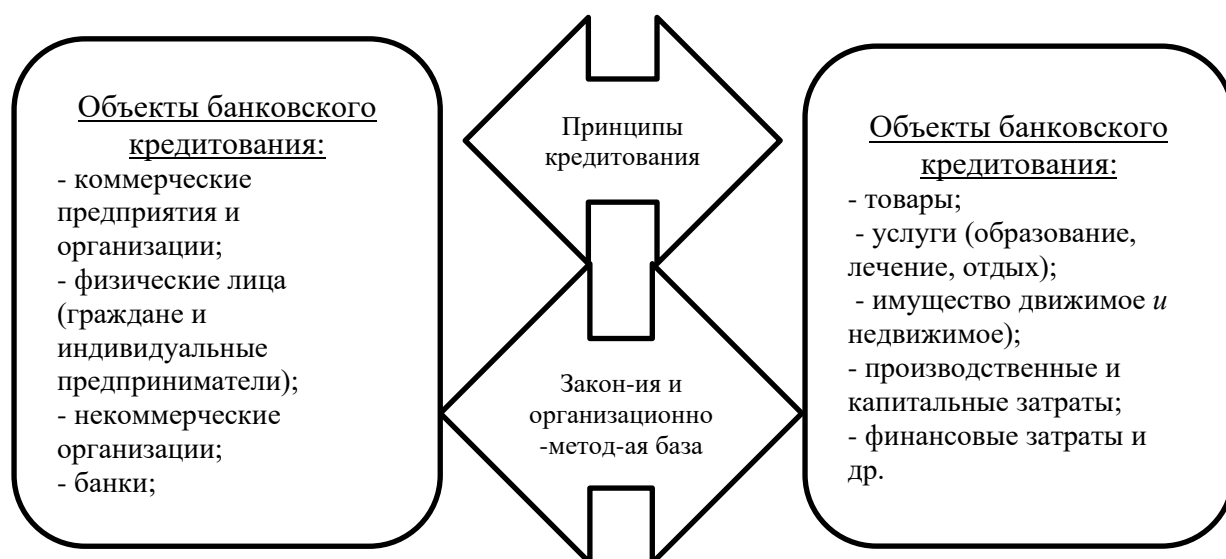 Объекты банковского
кредитования:
- коммерческие
предприятия и
организации;
- физические лица
(граждане и
индивидуальные
предприниматели);
- некоммерческие
организации;
- банки;
Принципы
кредитования
Закон-ия и
организационно
-метод-ая база
Объекты банковского
кредитования:
- товары;
- услуги (образование,
лечение, отдых);
- имущество движимое и
недвижимое);
- производственные и
капитальные затраты;
- финансовые затраты и
др.